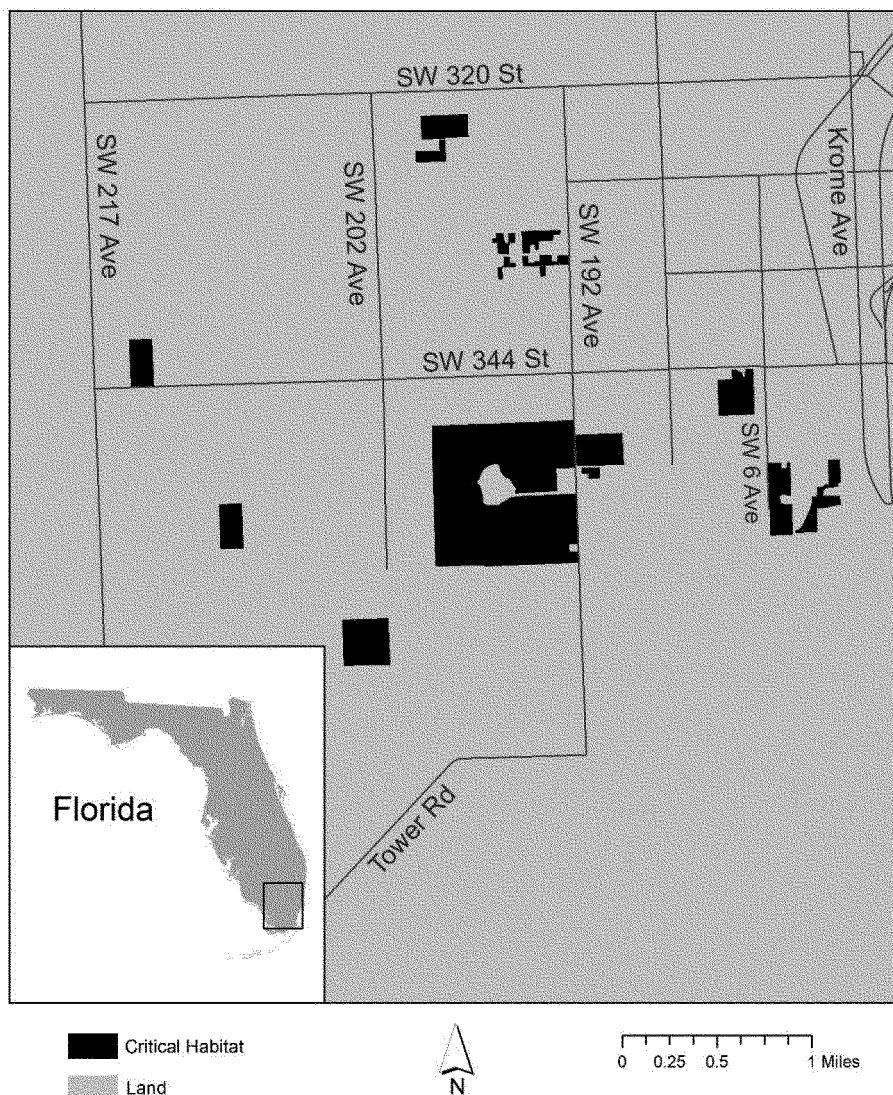 SW 320 St
SW 217 Ave
SW 202 Ave
SW 192 Ave
Krome Ave
SW 344 St
SW 6 Ave
Tower Rd
Florida
Critical Habitat
Land
N
0 0.25 0.5 1 Miles